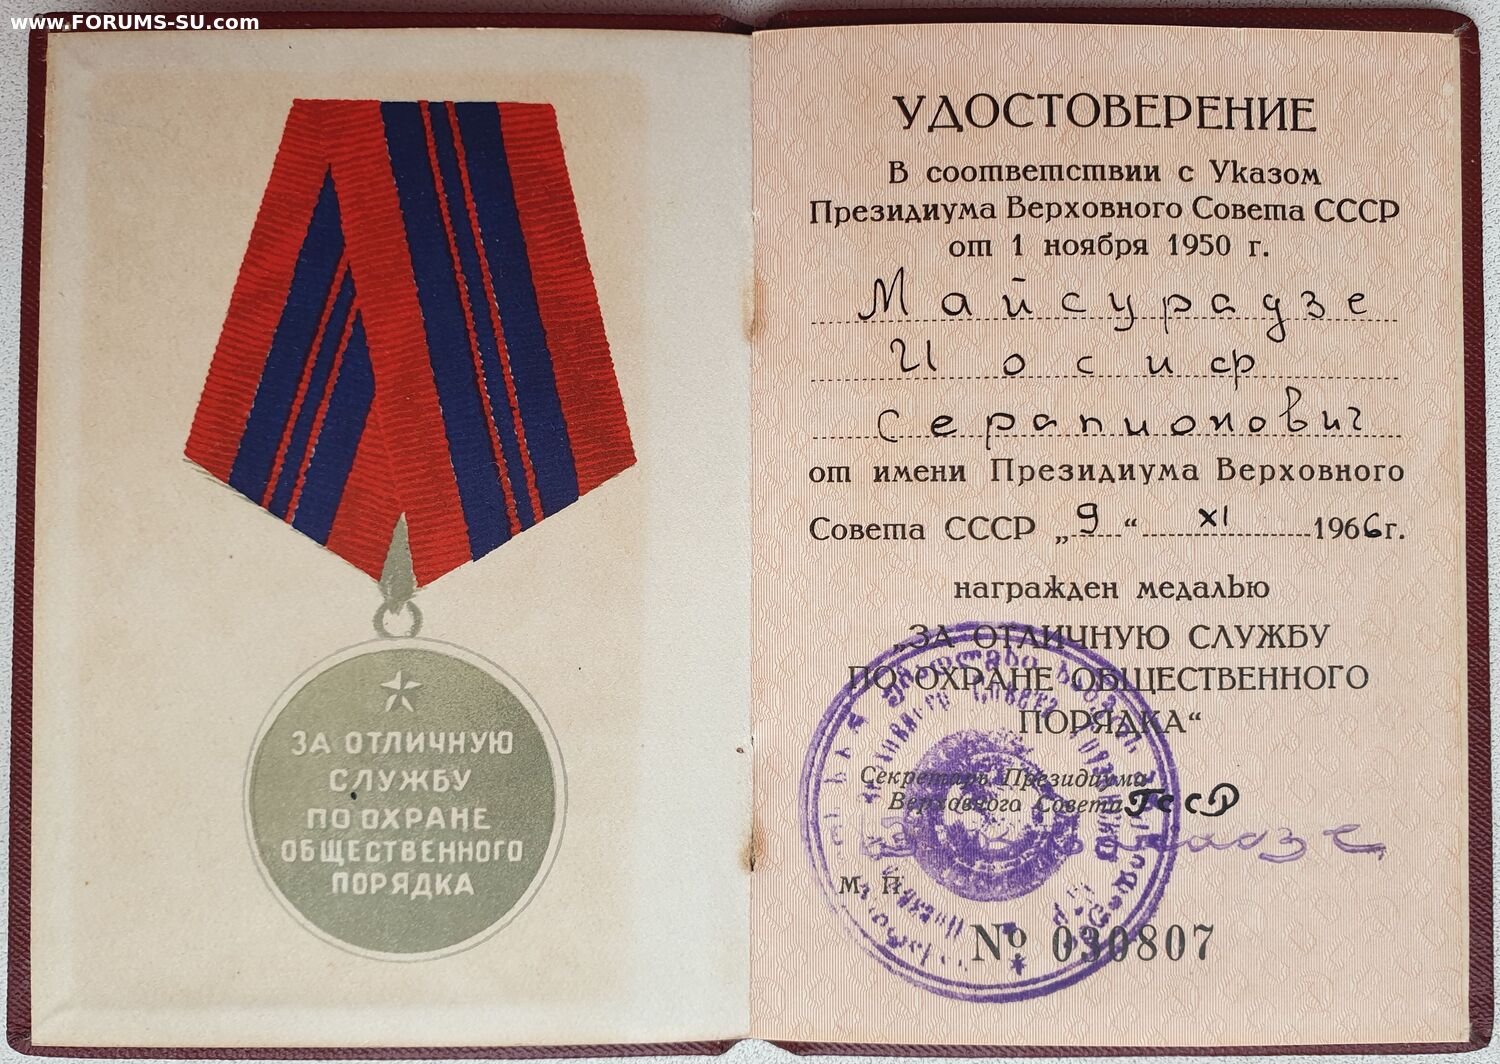 www.FORUMS-SU.com
ЗА ОТЛИЧНУЮ
СЛУЖБУ
ПО ОХРАНЕ
ОБЩЕСТВЕННОГО
ПОРЯДКА
УДОСТОВЕРЕНИЕ
В соответствии с Указом
Президиума Верховного Совета СССР
от 1 ноября 1950 г.
Майсурадзе
Иосиф
Серапионович
от имени Президиума Верховного
Совета СССР „9“ XI 1966г.
награжден медалью
„ЗА ОТЛИЧНУЮ СЛУЖБУ
ПО ОХРАНЕ ОБЩЕСТВЕННОГО
ПОРЯДКА“
Секретарь Президиума
Верховного Совета ГССР
М. П.
№ 030807